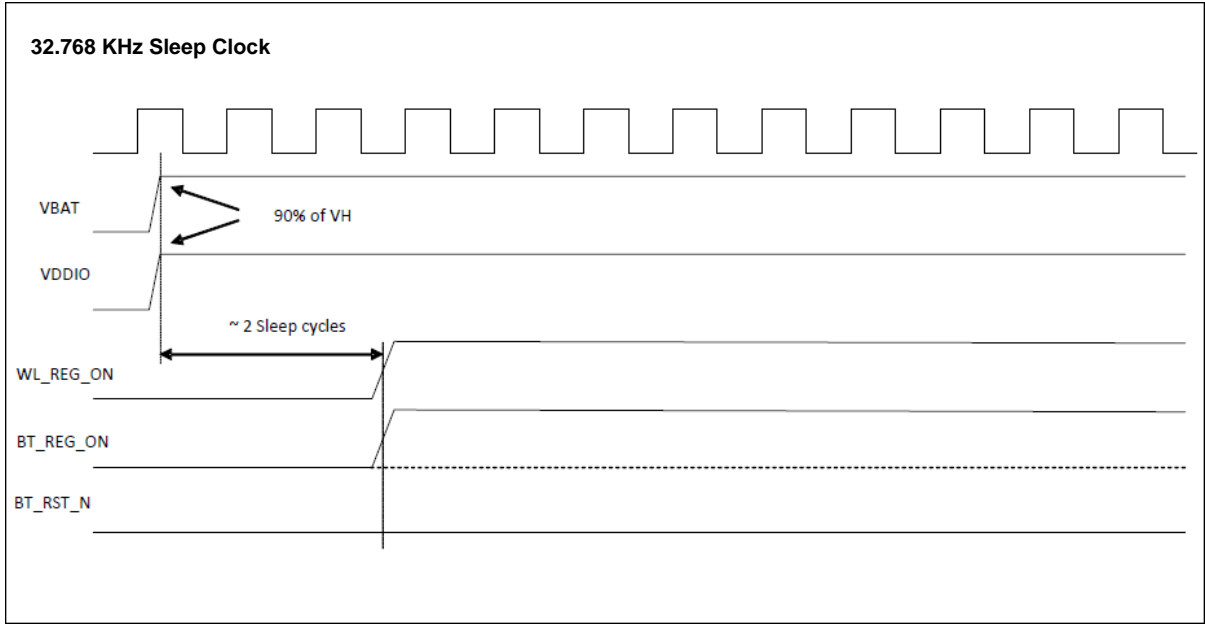 32.768 KHz Sleep Clock
VBAT
90% of VH
VDDIO
~ 2 Sleep cycles
WL_REG_ON
BT_REG_ON
BT_RST_N